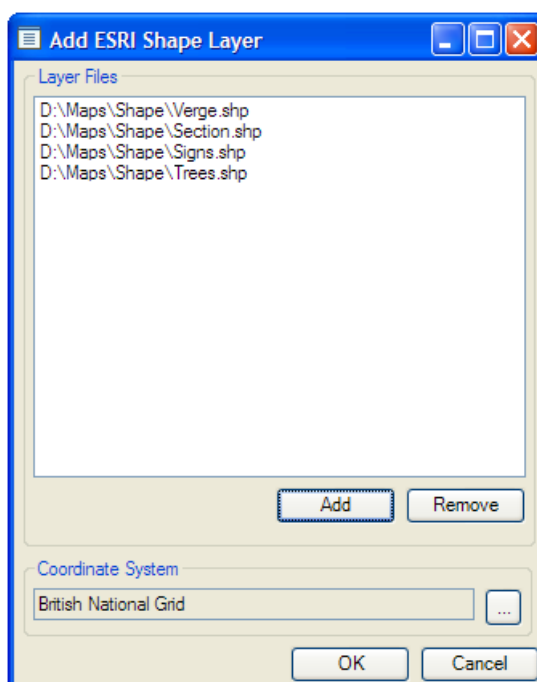 Add ESRI Shape Layer
Layer Files
D:\Maps\Shape\Verge.shp
D:\Maps\Shape\Section.shp
D:\Maps\Shape\Signs.shp
D:\Maps\Shape\Trees.shp
Add Remove
Coordinate System
British National Grid ...
OK Cancel